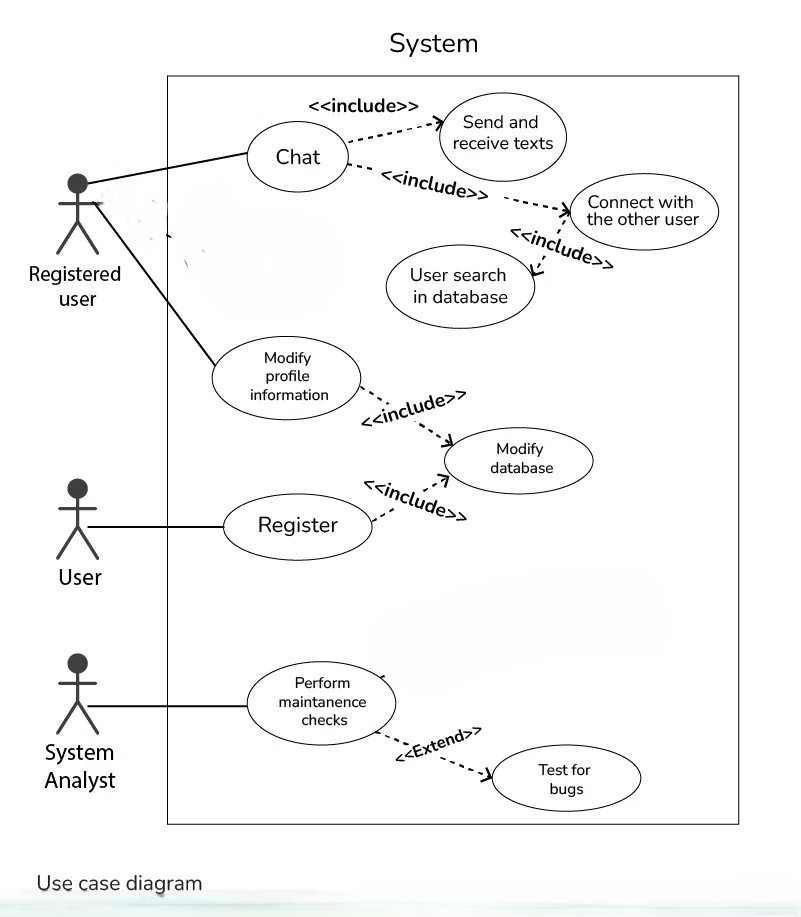 System
<<include>>
Send and
receive texts
Chat
<<include>>
Connect with
the other user
<<include>>
User search
in database
Registered
user
Modify
profile
information
<<include>>
Modify
database
<<include>>
Register
User
Perform
maintanence
checks
System
Analyst
<<Extend>>
Test for
bugs
Use case diagram